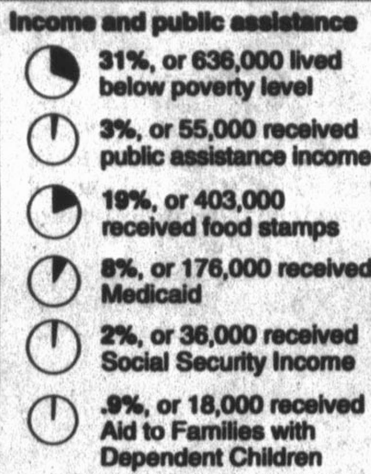 Income and public assistance
31%, or 636,000 lived
below poverty level
3%, or 55,000 received
public assistance income
19%, or 403,000
received food stamps
8%, or 176,000 received
Medicaid
2%, or 36,000 received
Social Security Income
.9%, or 18,000 received
Aid to Families with
Dependent Children